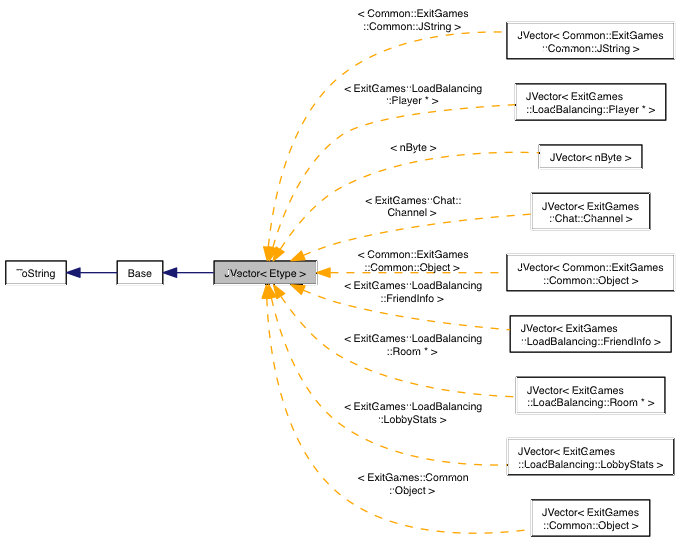 < Common::ExitGames
::Common::JString >
JVector< Common::ExitGames
::Common::JString >
< ExitGames::LoadBalancing
::Player * >
JVector< ExitGames
::LoadBalancing::Player * >
< nByte >
JVector< nByte >
< ExitGames::Chat::
Channel >
JVector< ExitGames
::Chat::Channel >
ToString
Base
JVector< Etype >
< Common::ExitGames
::Common::Object >
JVector< Common::ExitGames
::Common::Object >
< ExitGames::LoadBalancing
::FriendInfo >
JVector< ExitGames
::LoadBalancing::FriendInfo >
< ExitGames::LoadBalancing
::Room * >
JVector< ExitGames
::LoadBalancing::Room * >
< ExitGames::LoadBalancing
::LobbyStats >
JVector< ExitGames
::LoadBalancing::LobbyStats >
< ExitGames::Common
::Object >
JVector< ExitGames
::Common::Object >